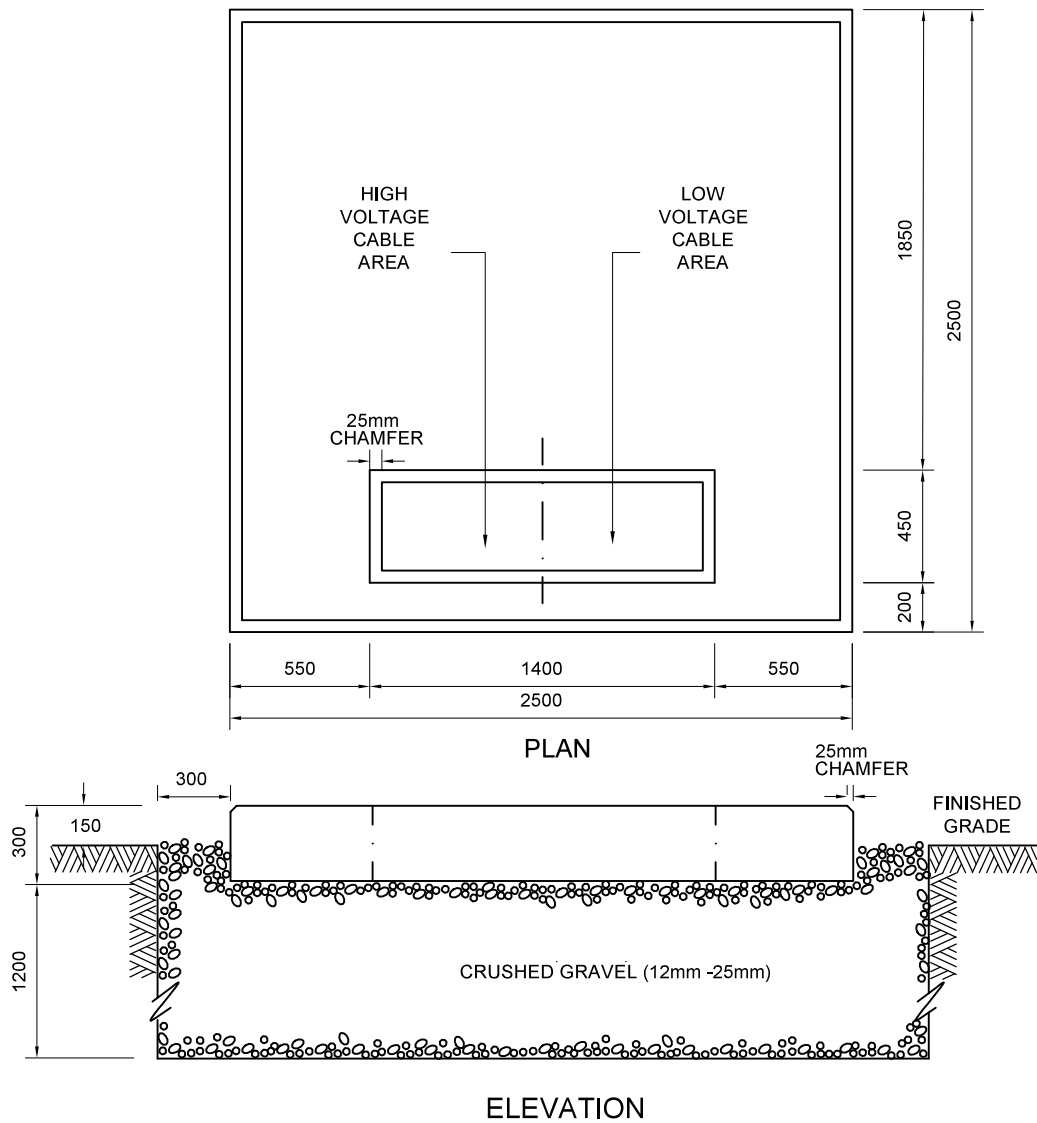 HIGH
VOLTAGE
CABLE
AREA
LOW
VOLTAGE
CABLE
AREA
1850
2500
25mm
CHAMFER
450
200
550
1400
550
2500
PLAN
25mm
CHAMFER
300
FINISHED
GRADE
150
300
1200
CRUSHED GRAVEL (12mm -25mm)
ELEVATION